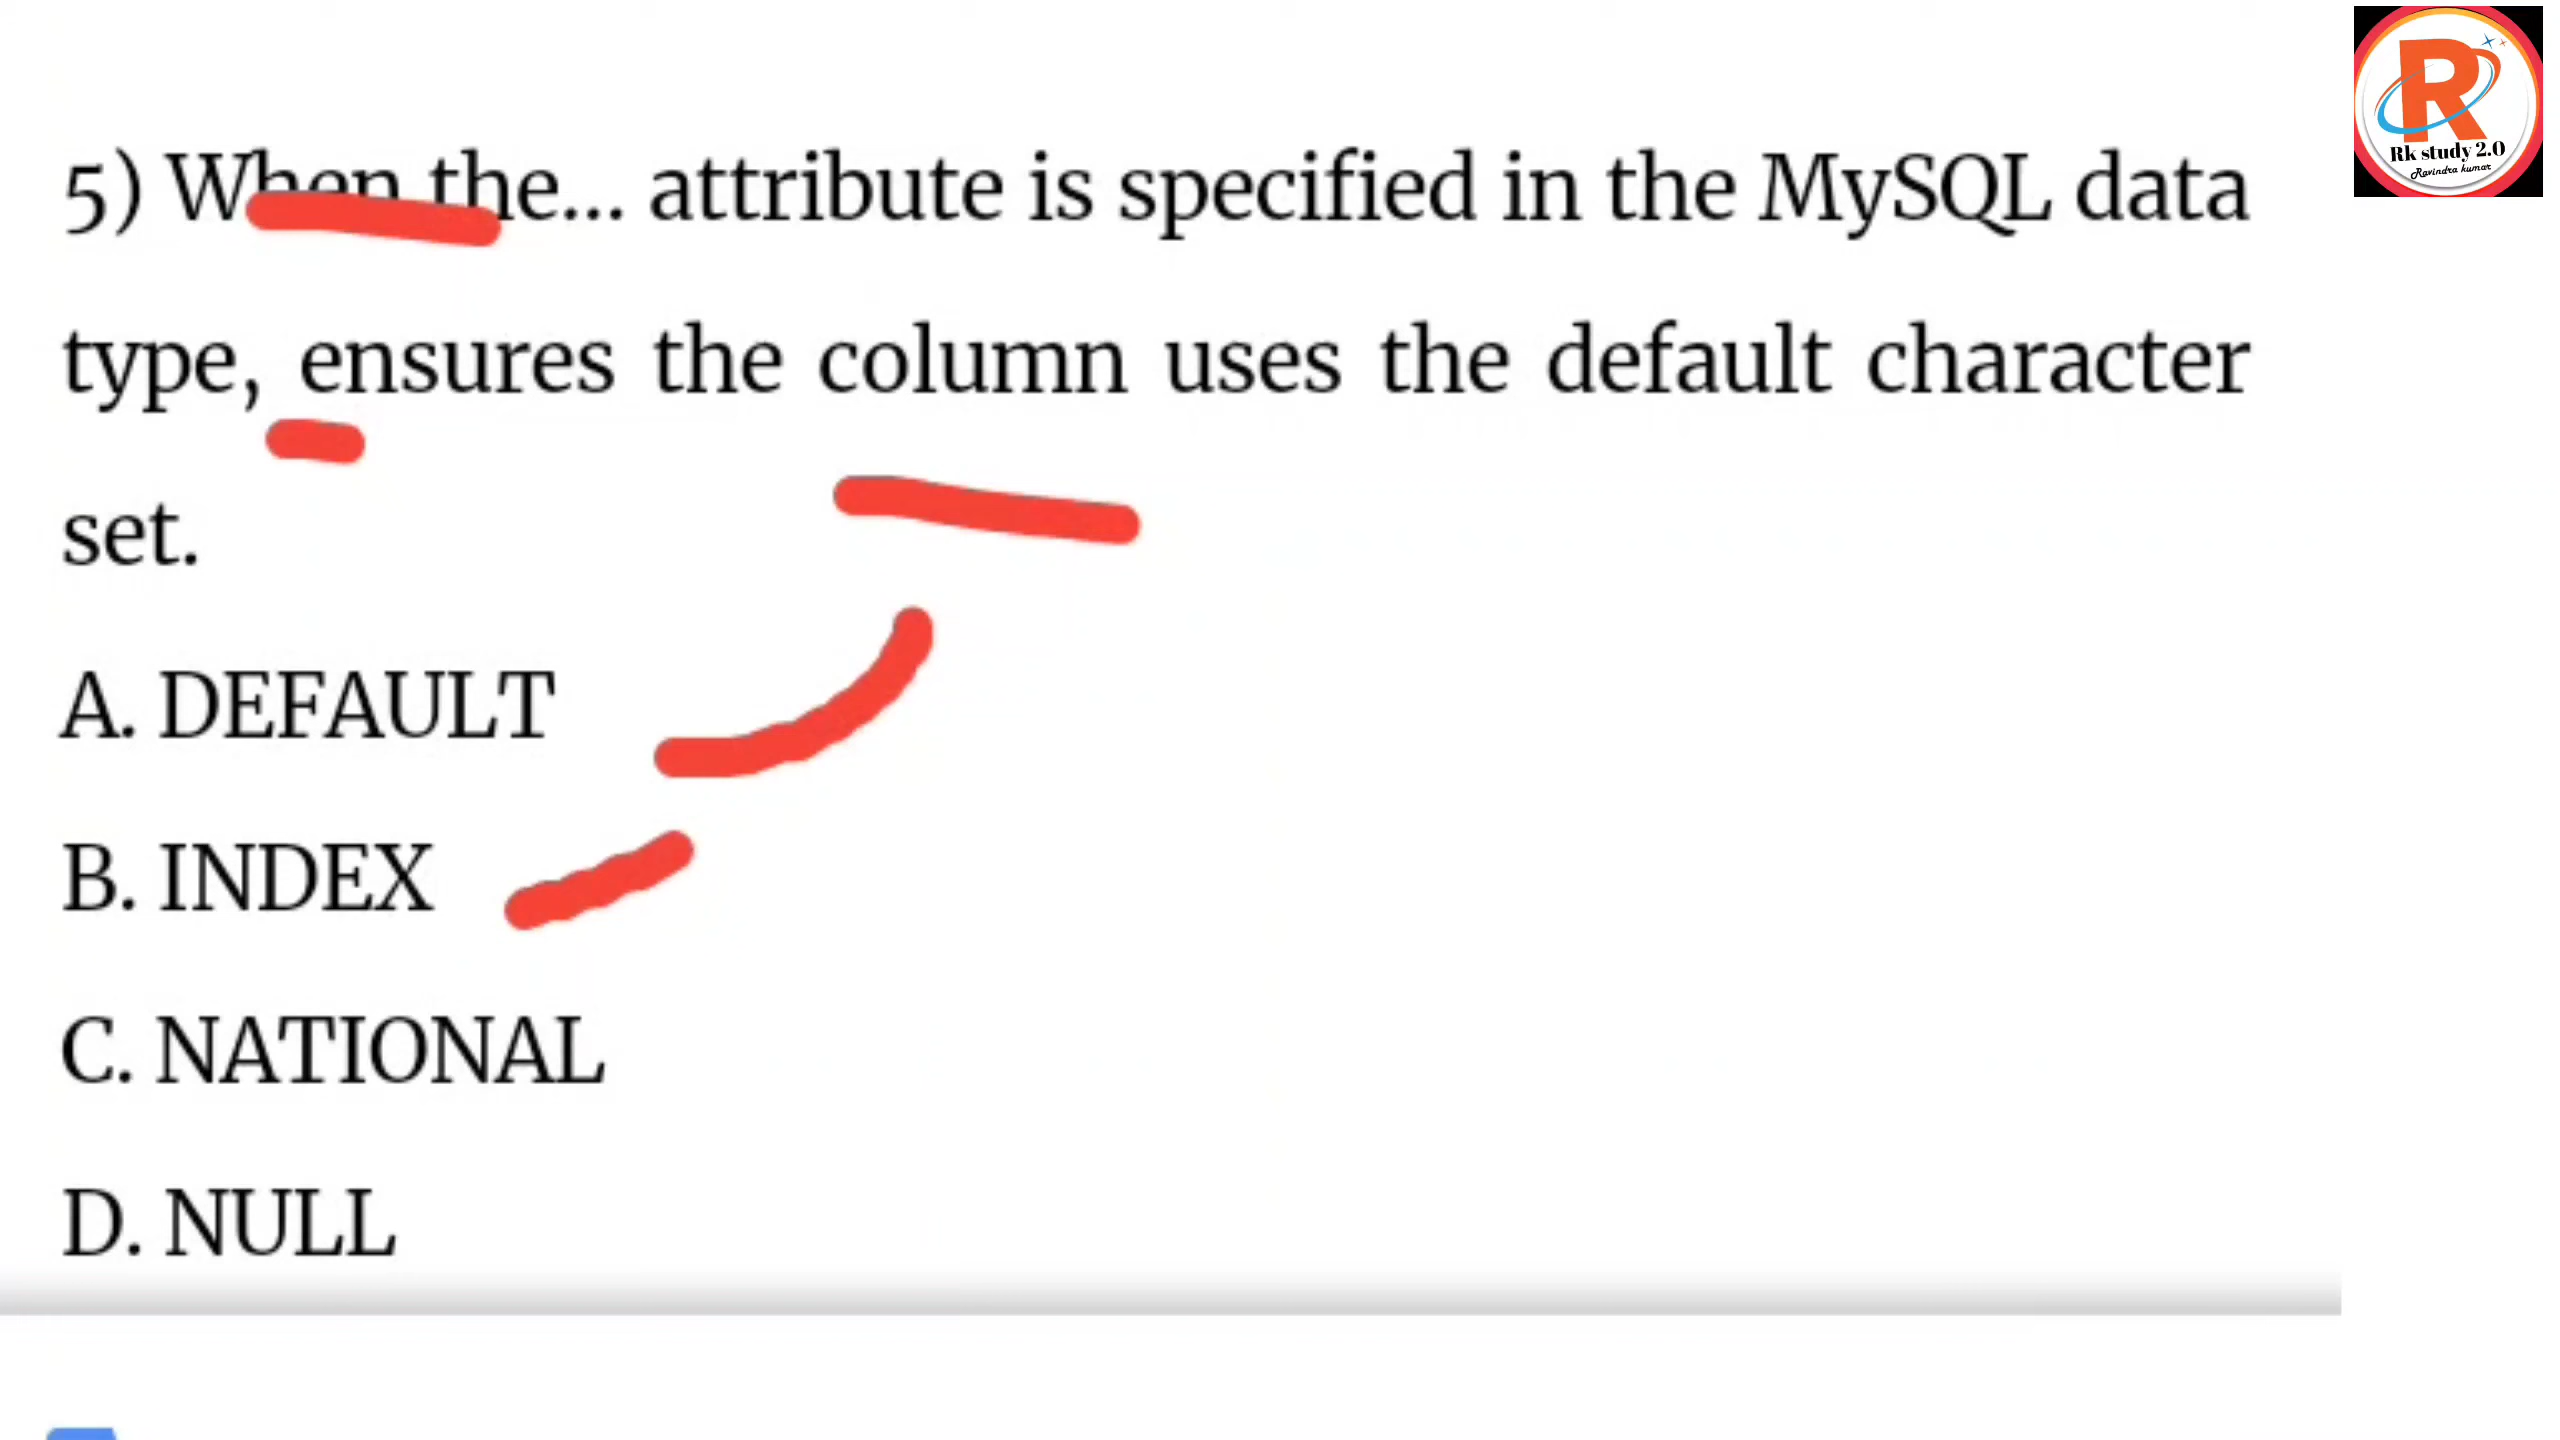 5) When the... attribute is specified in the MySQL data
type, ensures the column uses the default character
set.
A. DEFAULT
B. INDEX
C. NATIONAL
D. NULL
R
Rk study 2.0
Ravindra kumar